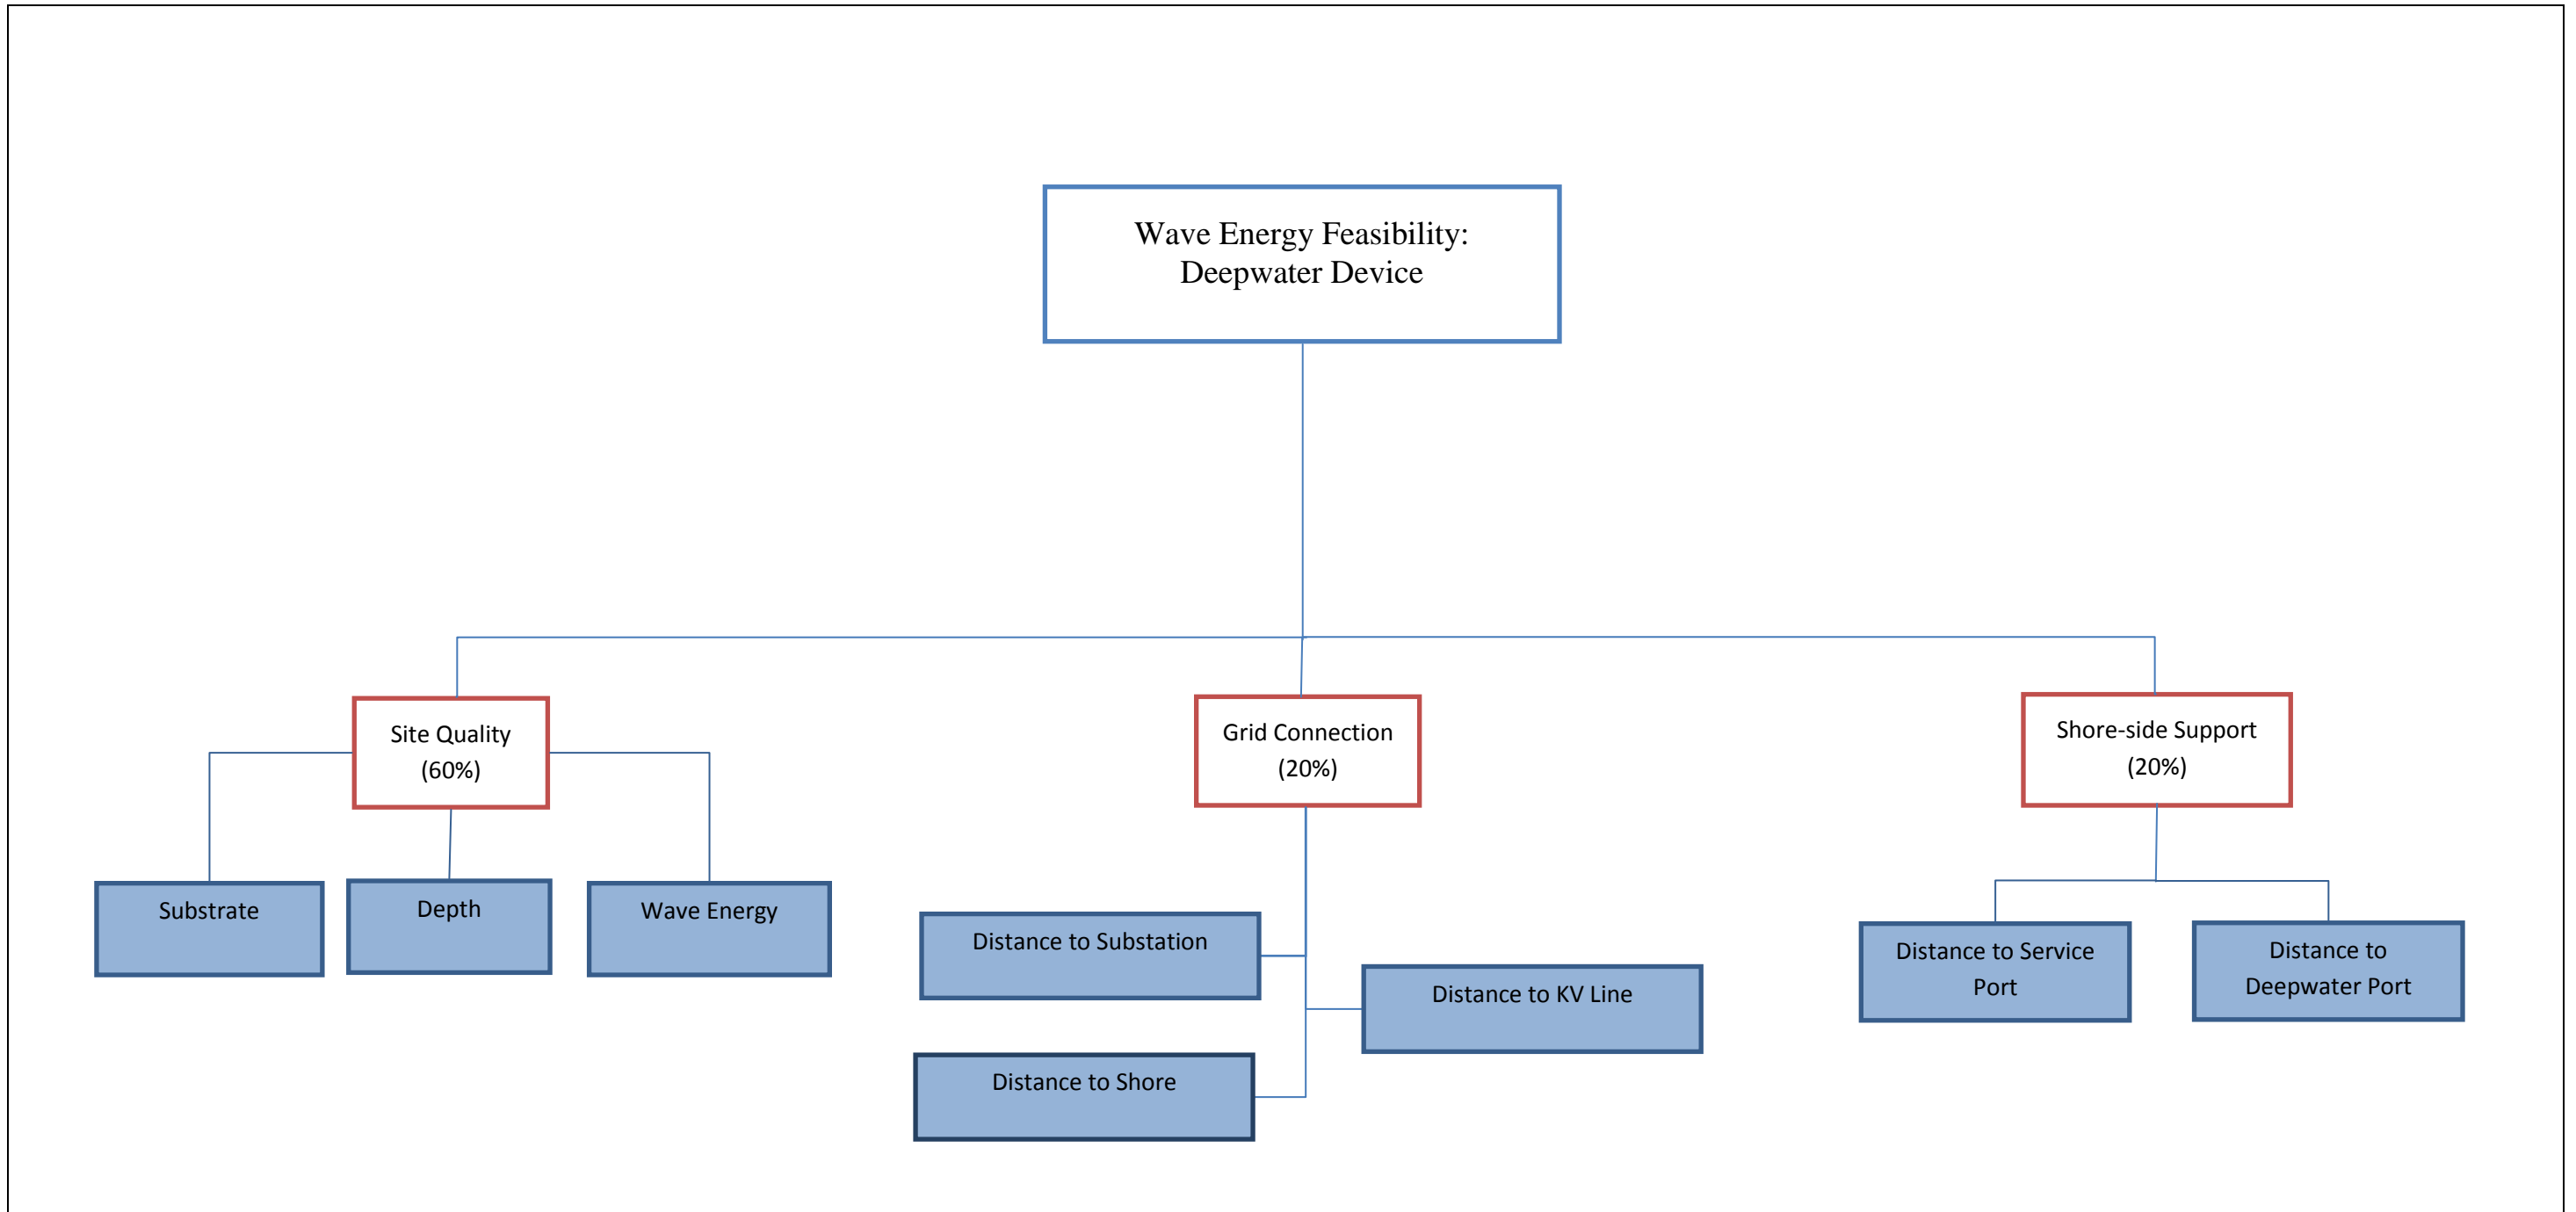 Wave Energy Feasibility:
Deepwater Device
Site Quality
(60%)
Grid Connection
(20%)
Shore-side Support
(20%)
Substrate
Depth
Wave Energy
Distance to Substation
Distance to KV Line
Distance to Shore
Distance to Service
Port
Distance to
Deepwater Port